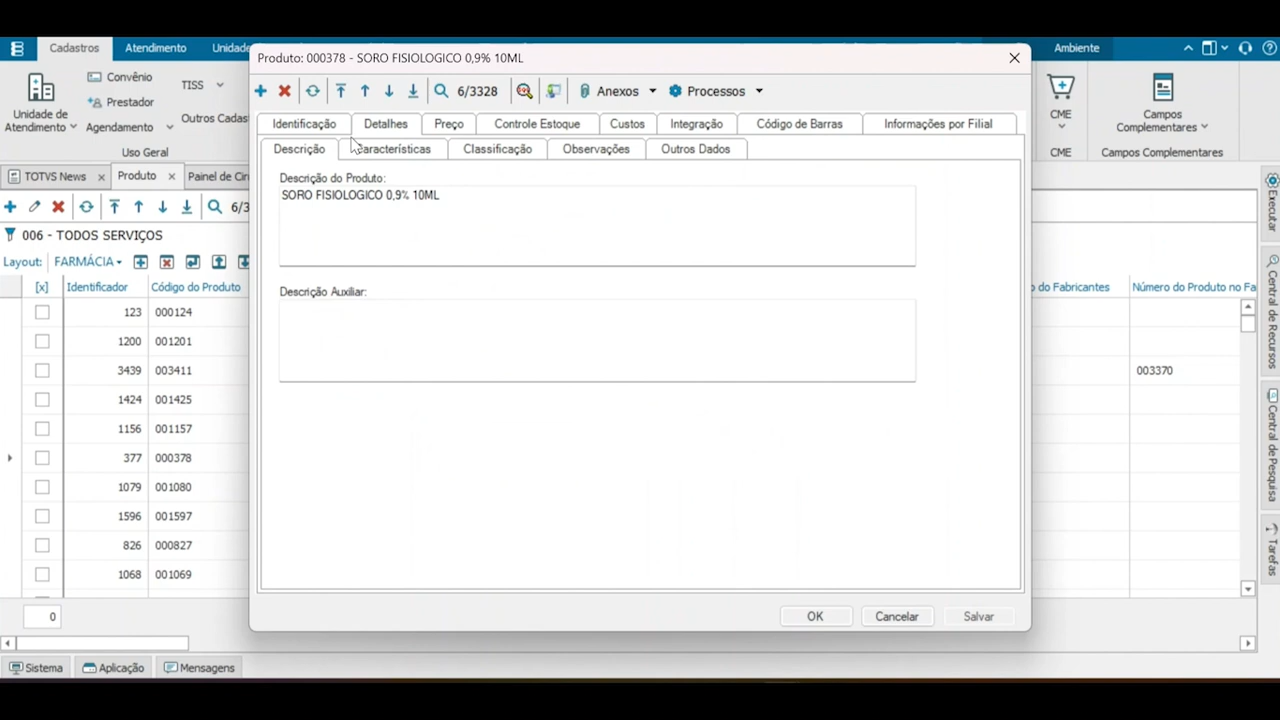 Cadastros Atendimento Unidade Ambiente
Produto: 000378 - SORO FISIOLOGICO 0,9% 10ML
Unidade de Atendimento
Convênio
Prestador
Agendamento
TISS
Outros Cadas
Uso Geral
CME
CME
Campos Complementares
Campos Complementares
6/3328 Anexos Processos
Identificação Detalhes Preço Controle Estoque Custos Integração Código de Barras Informações por Filial
Descrição Características Classificação Observações Outros Dados
TOTVS News Produto Painel de Cir
6/3
006 - TODOS SERVIÇOS
Layout: FARMÁCIA
[x] Identificador Código do Produto
123 000124
1200 001201
3439 003411
1424 001425
1156 001157
377 000378
1079 001080
1596 001597
826 000827
1068 001069
0
Descrição do Produto:
SORO FISIOLOGICO 0,9% 10ML
Descrição Auxiliar:
OK Cancelar Salvar
o do Fabricantes Número do Produto no Fa
003370
Executar
Central de Recursos
Central de Pesquisa
Tarefas
Sistema Aplicação Mensagens